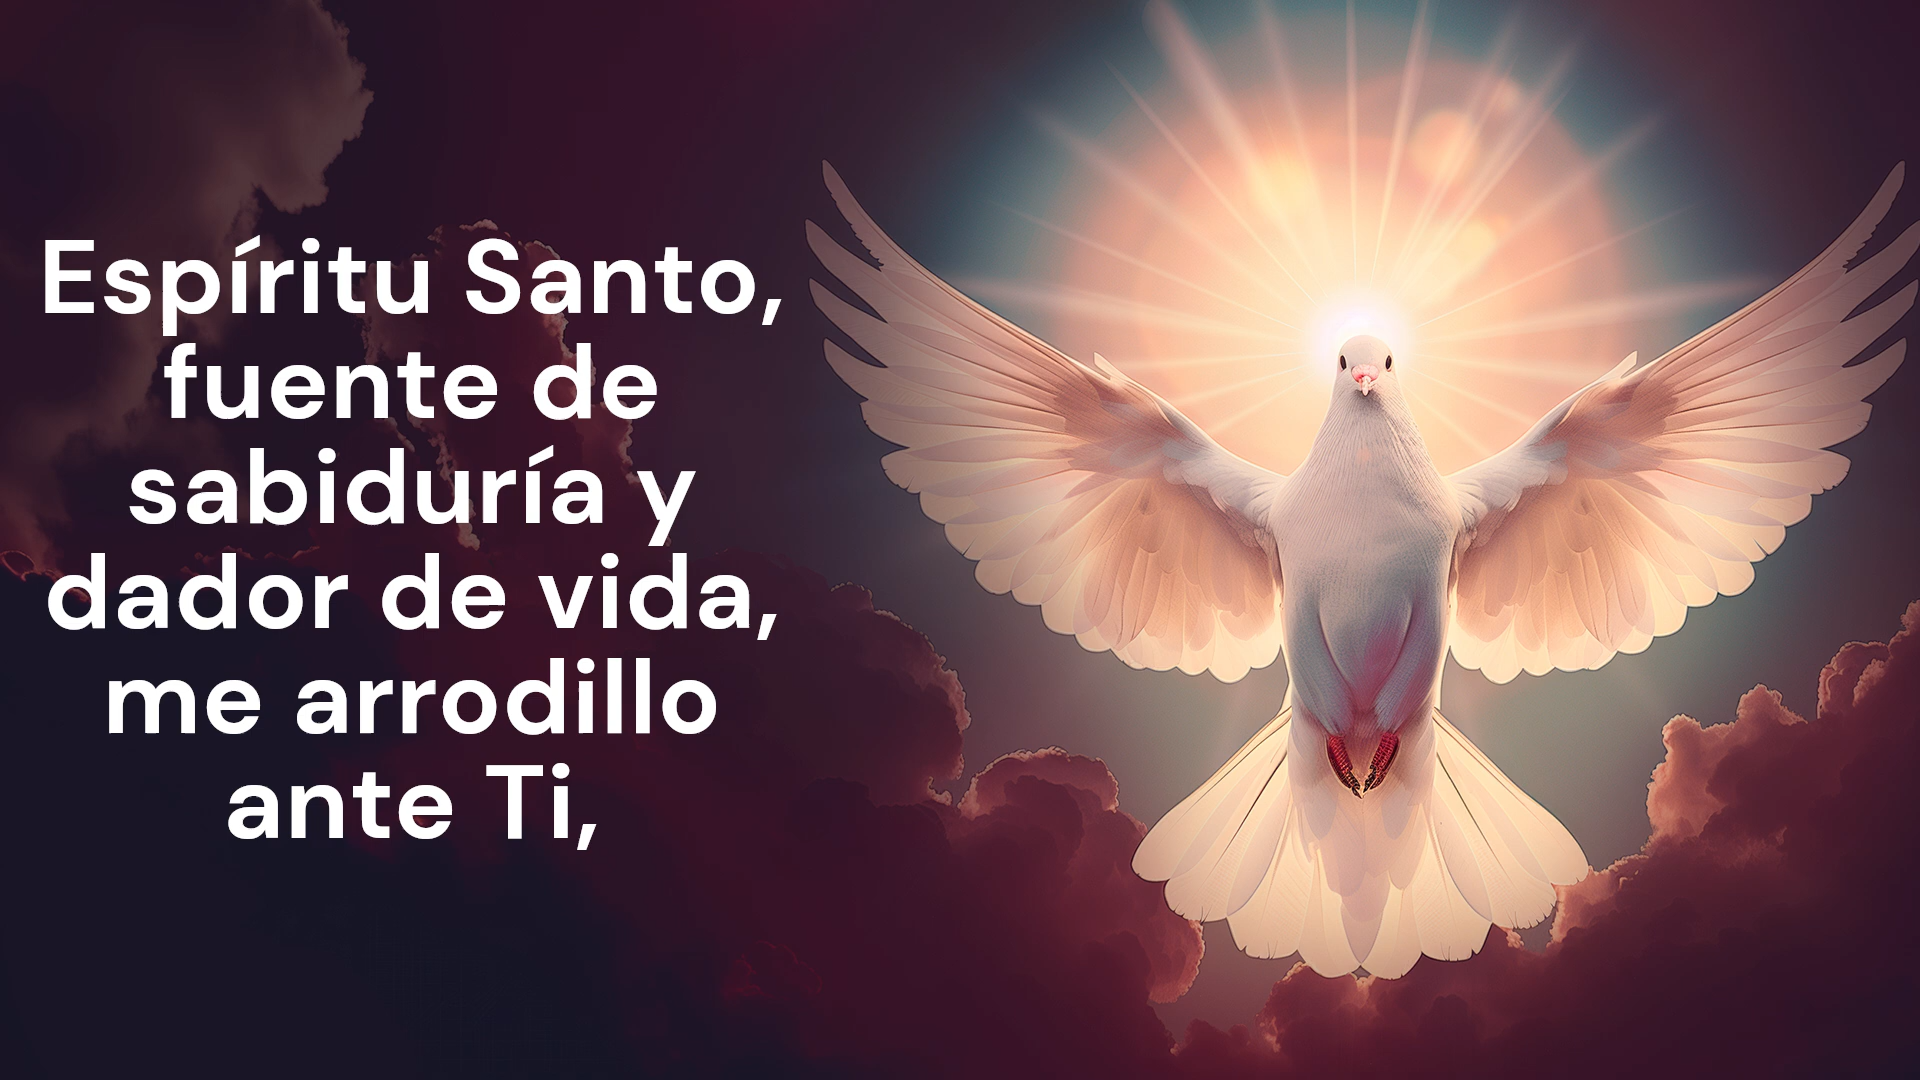 Espíritu Santo,
fuente de
sabiduría y
dador de vida,
me arrodillo
ante Ti,